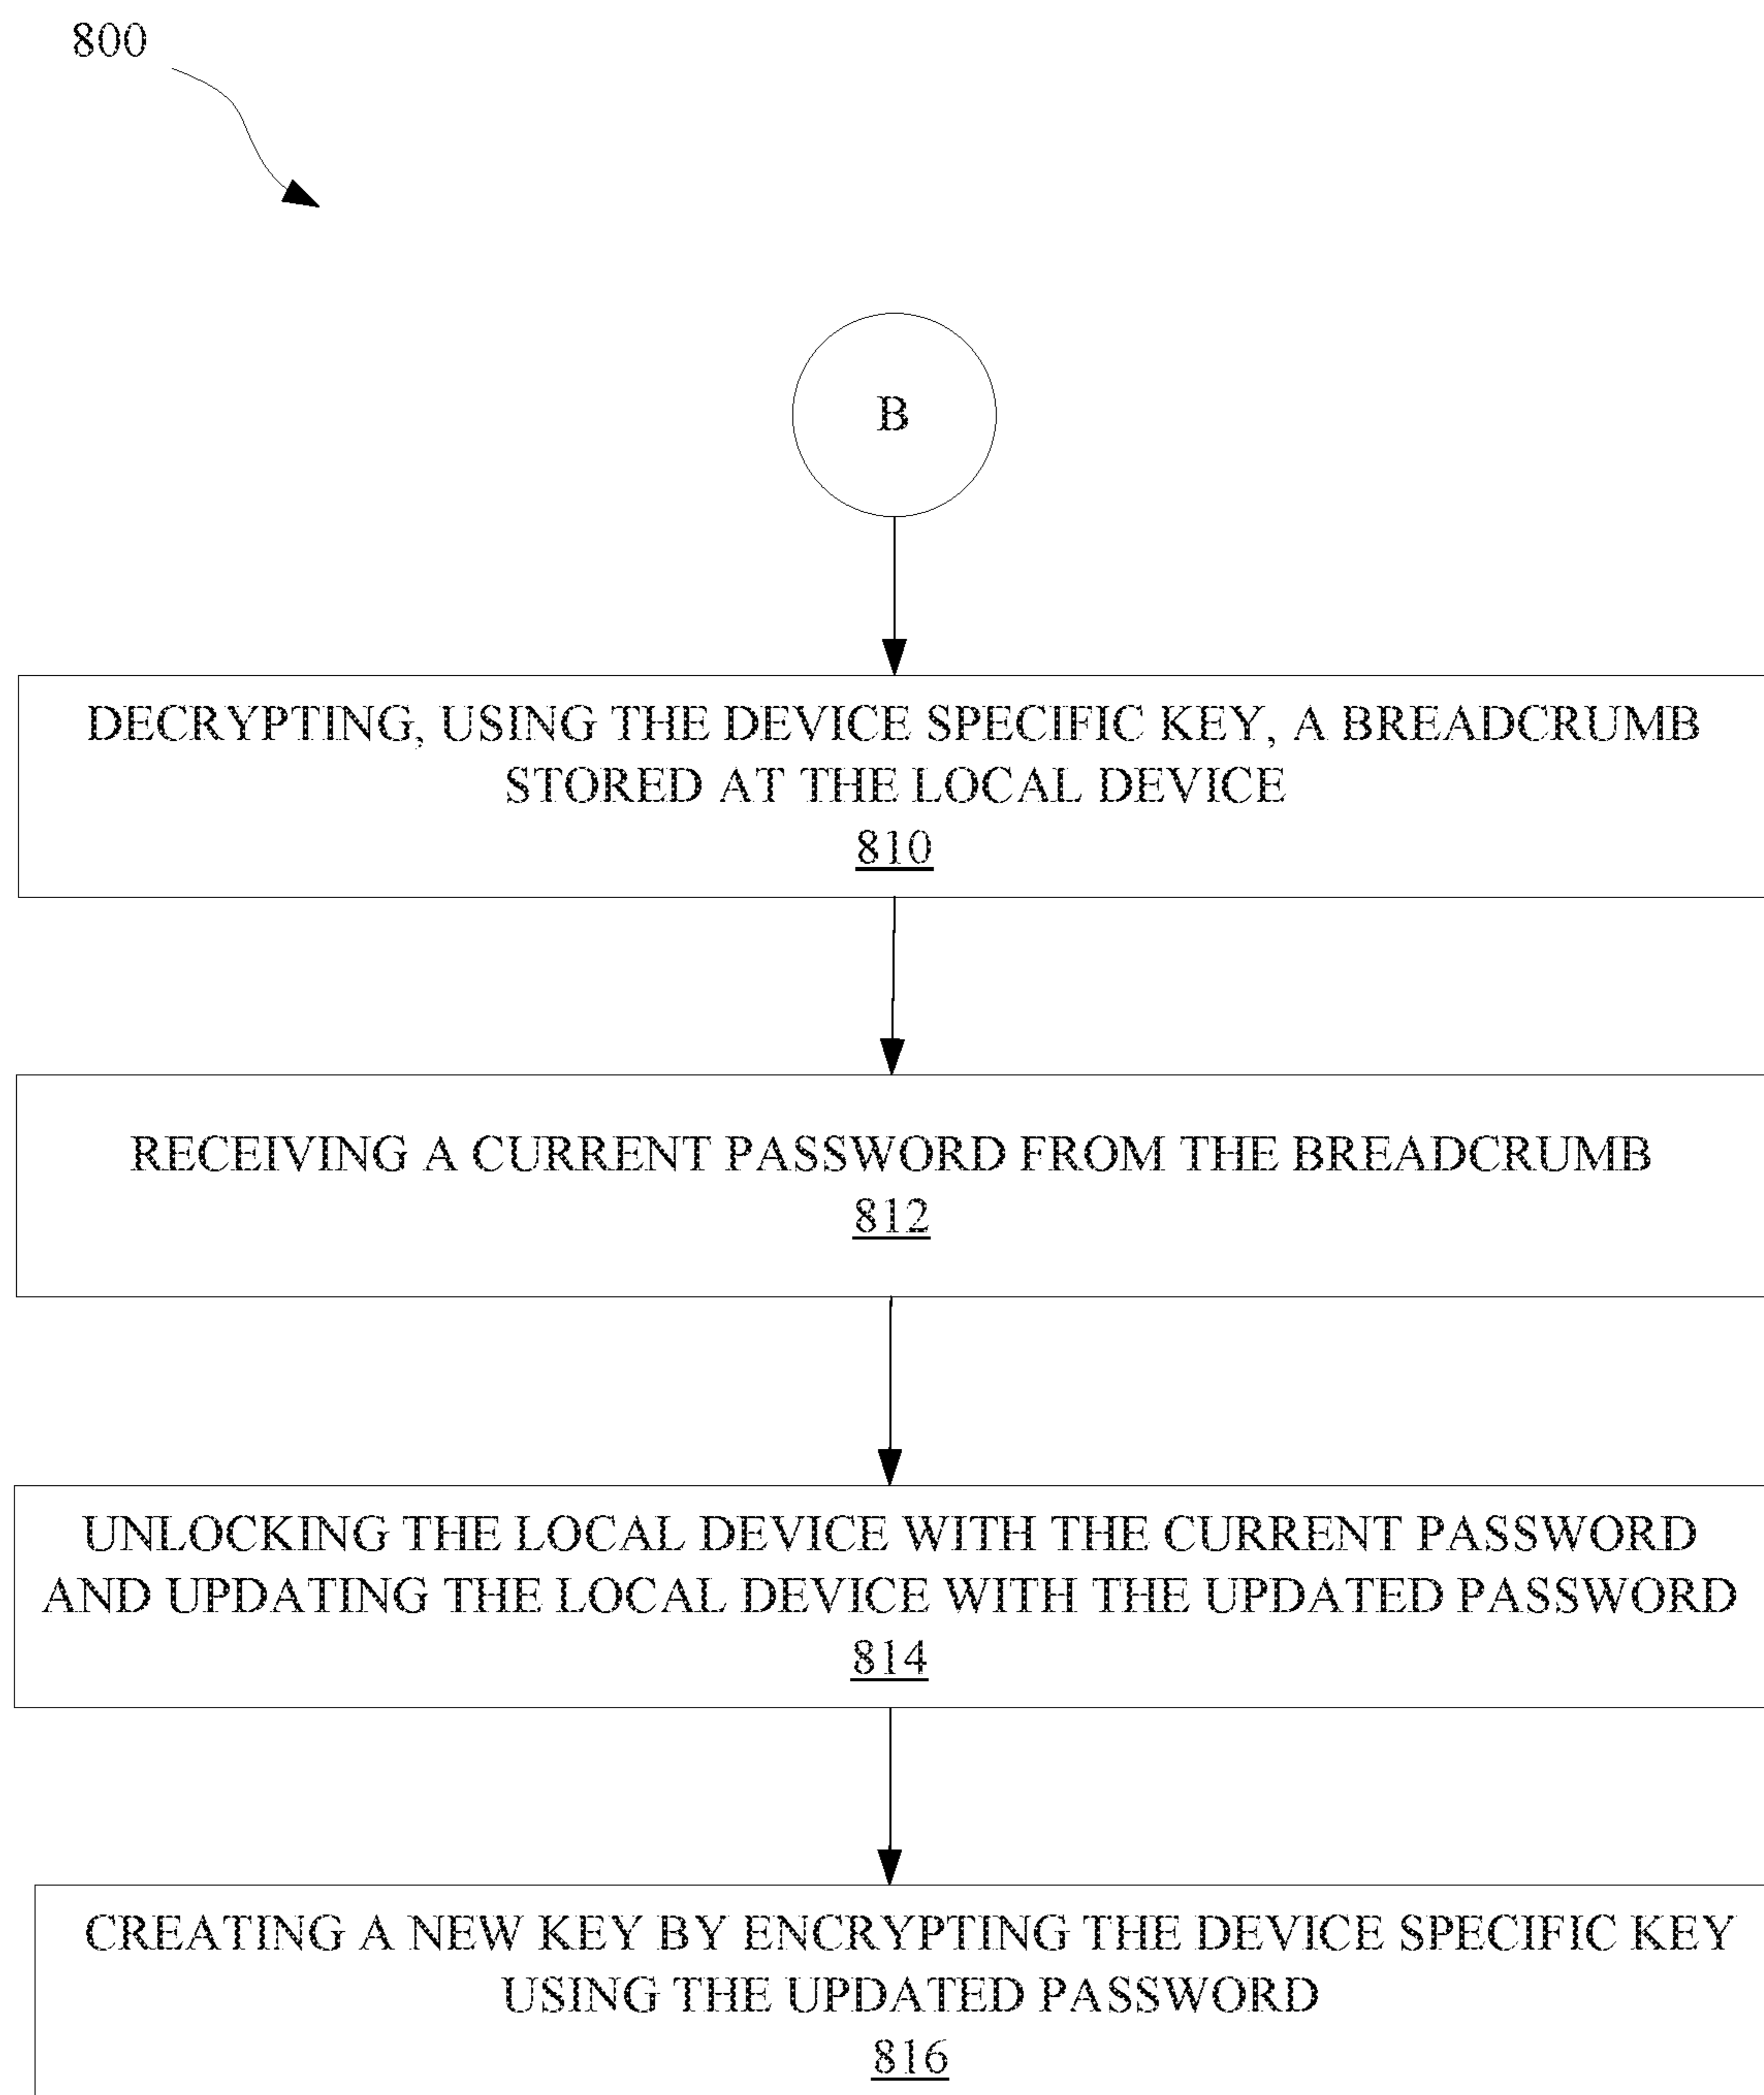 800
B
DECRYPTING, USING THE DEVICE SPECIFIC KEY, A BREADCRUMB
STORED AT THE LOCAL DEVICE
810
RECEIVING A CURRENT PASSWORD FROM THE BREADCRUMB
812
UNLOCKING THE LOCAL DEVICE WITH THE CURRENT PASSWORD
AND UPDATING THE LOCAL DEVICE WITH THE UPDATED PASSWORD
814
CREATING A NEW KEY BY ENCRYPTING THE DEVICE SPECIFIC KEY
USING THE UPDATED PASSWORD
816